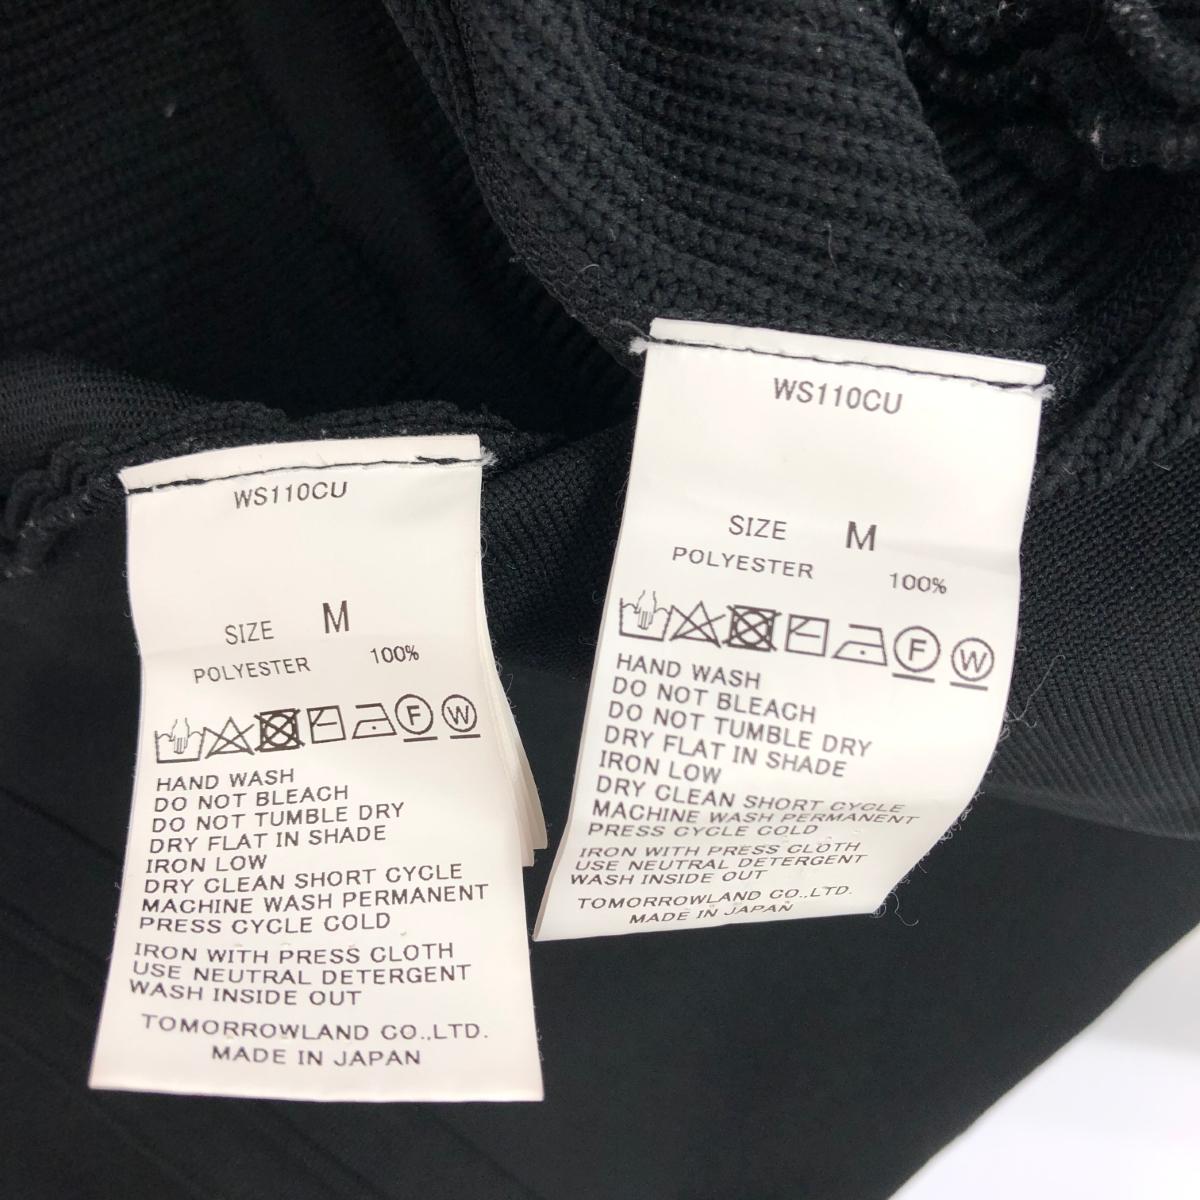 WS110CU
SIZE M
POLYESTER 100%
F W
HAND WASH
DO NOT BLEACH
DO NOT TUMBLE DRY
DRY FLAT IN SHADE
IRON LOW
DRY CLEAN SHORT CYCLE
MACHINE WASH PERMANENT
PRESS CYCLE COLD
IRON WITH PRESS CLOTH
USE NEUTRAL DETERGENT
WASH INSIDE OUT
TOMORROWLAND CO.,LTD.
MADE IN JAPAN
WS110CU
SIZE M
POLYESTER 100%
F W
HAND WASH
DO NOT BLEACH
DO NOT TUMBLE DRY
DRY FLAT IN SHADE
IRON LOW
DRY CLEAN SHORT CYCLE
MACHINE WASH PERMANENT
PRESS CYCLE COLD
IRON WITH PRESS CLOTH
USE NEUTRAL DETERGENT
WASH INSIDE OUT
TOMORROWLAND CO.,LTD.
MADE IN JAPAN